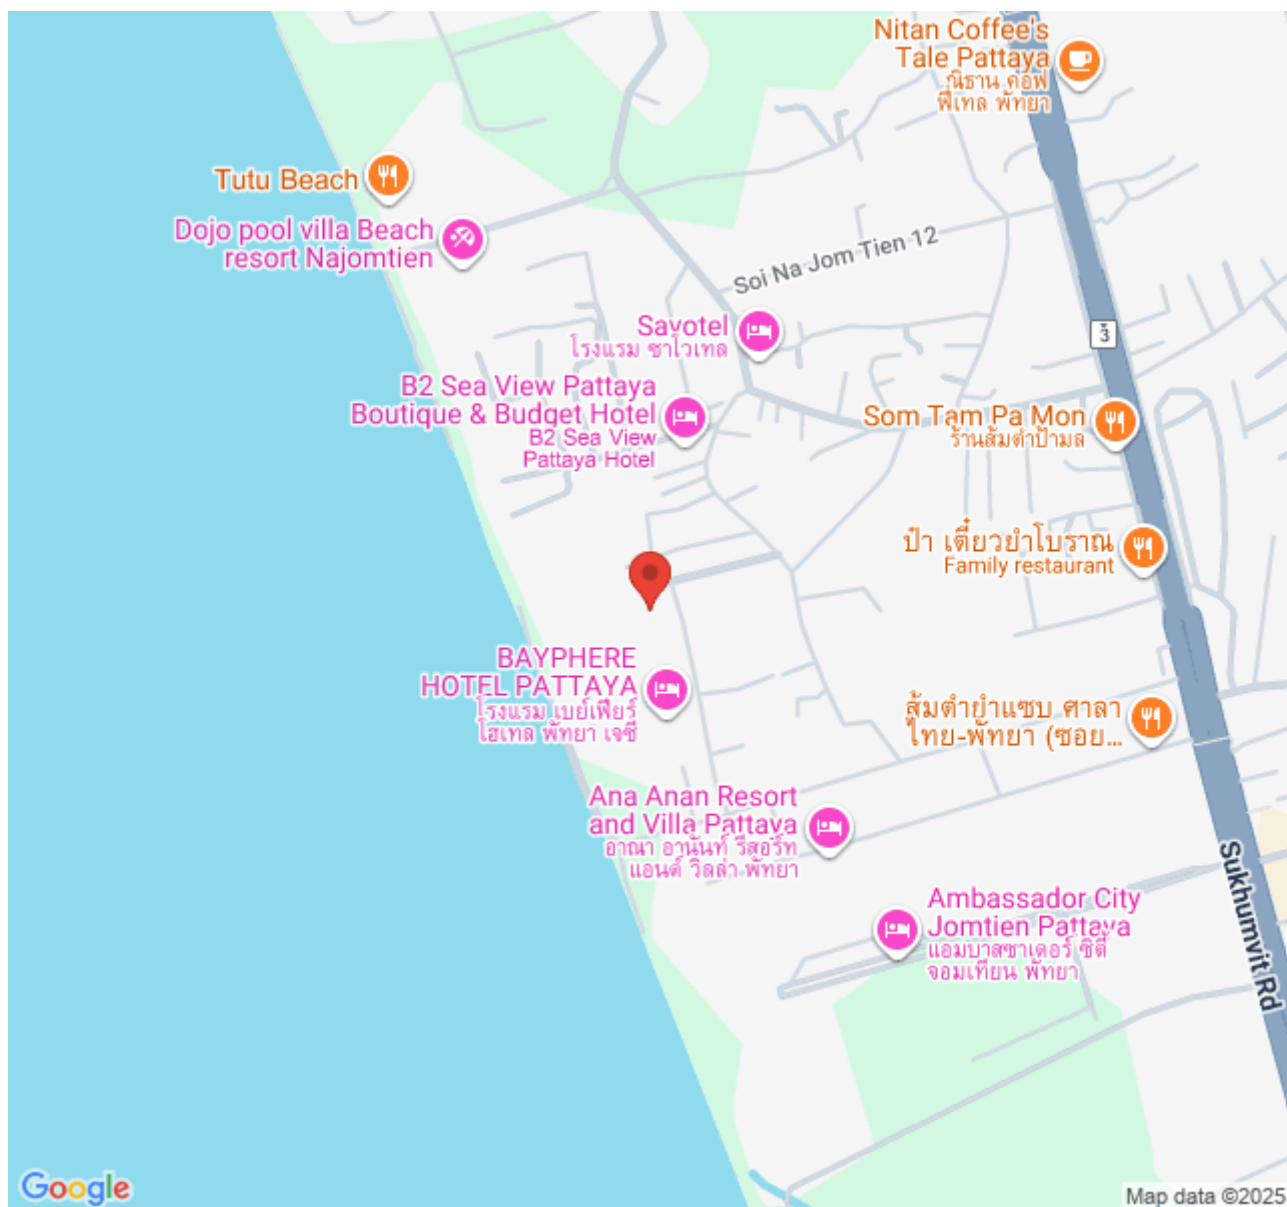 Nitan Coffee's
Tale Pattaya
ณิธาน คอฟ
ฟีเทล พัทยา
Tutu Beach
Dojo pool villa Beach
resort Najomtien
Soi Na Jom Tien 12
Savotel
โรงแรม ซาโวเทล
3
B2 Sea View Pattaya
Boutique & Budget Hotel
B2 Sea View
Pattaya Hotel
Som Tam Pa Mon
ร้านส้มตำป้ามล
ป๋า เตี๋ยวยำโบราณ
Family restaurant
BAYPHERE
HOTEL PATTAYA
โรงแรม เบย์เฟียร์
โฮเทล พัทยา เจซี
ส้มตำยำแซบ ศาลา
ไทย-พัทยา (ซอย...
Ana Anan Resort
and Villa Pattaya
อาณา อานันท์ รีสอร์ท
แอนด์ วิลล่า พัทยา
Sukhumvit Rd
Ambassador City
Jomtien Pattaya
แอมบาสซาเดอร์ ซิตี้
จอมเทียน พัทยา
Google
Map data ©2025